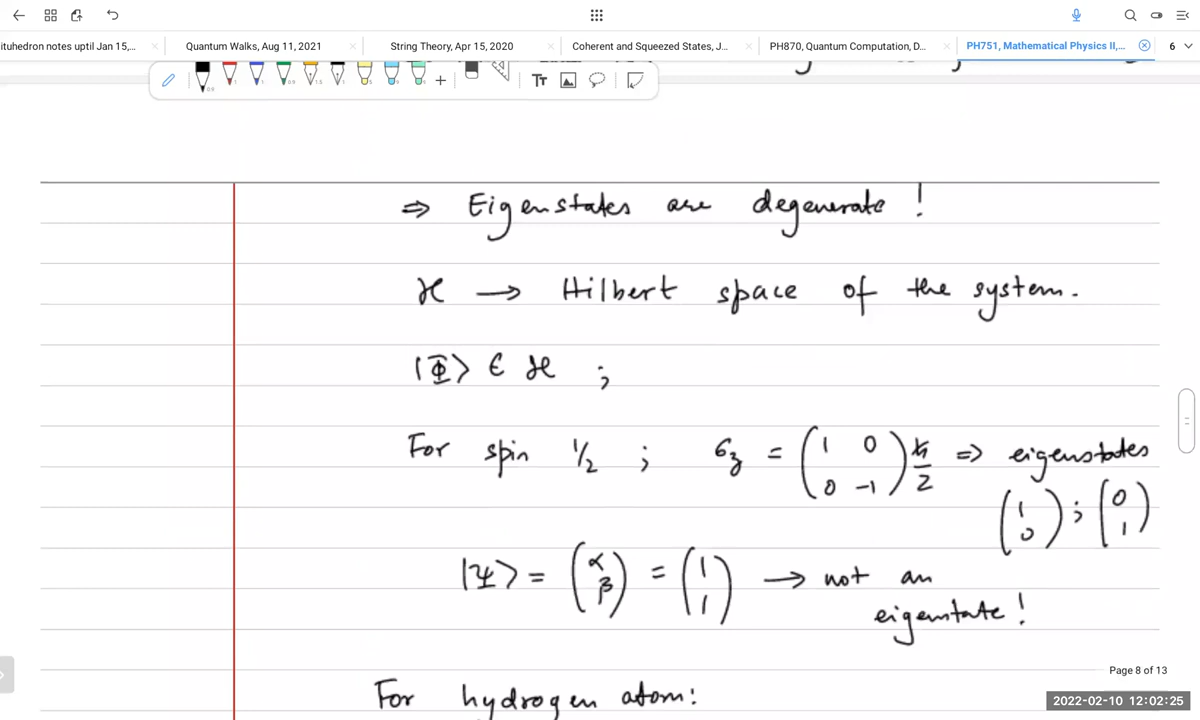 ituhedron notes uptil Jan 15,... Quantum Walks, Aug 11, 2021 String Theory, Apr 15, 2020 Coherent and Squeezed States, J... PH870, Quantum Computation, D... PH751, Mathematical Physics II,... 6
Tт
⇒ Eigenstates are degenerate !
ℋ → Hilbert space of the system.
|Φ⟩ ∈ ℋ ;
For spin 1/2 ; σz = (1 0 / 0 -1) ℏ/2 ⇒ eigenstates
(1 / 0) ; (0 / 1)
|Ψ⟩ = (α / β) = (1 / 1) → not an
eigenstate !
Page 8 of 13
For hydrogen atom:
2022-02-10 12:02:25